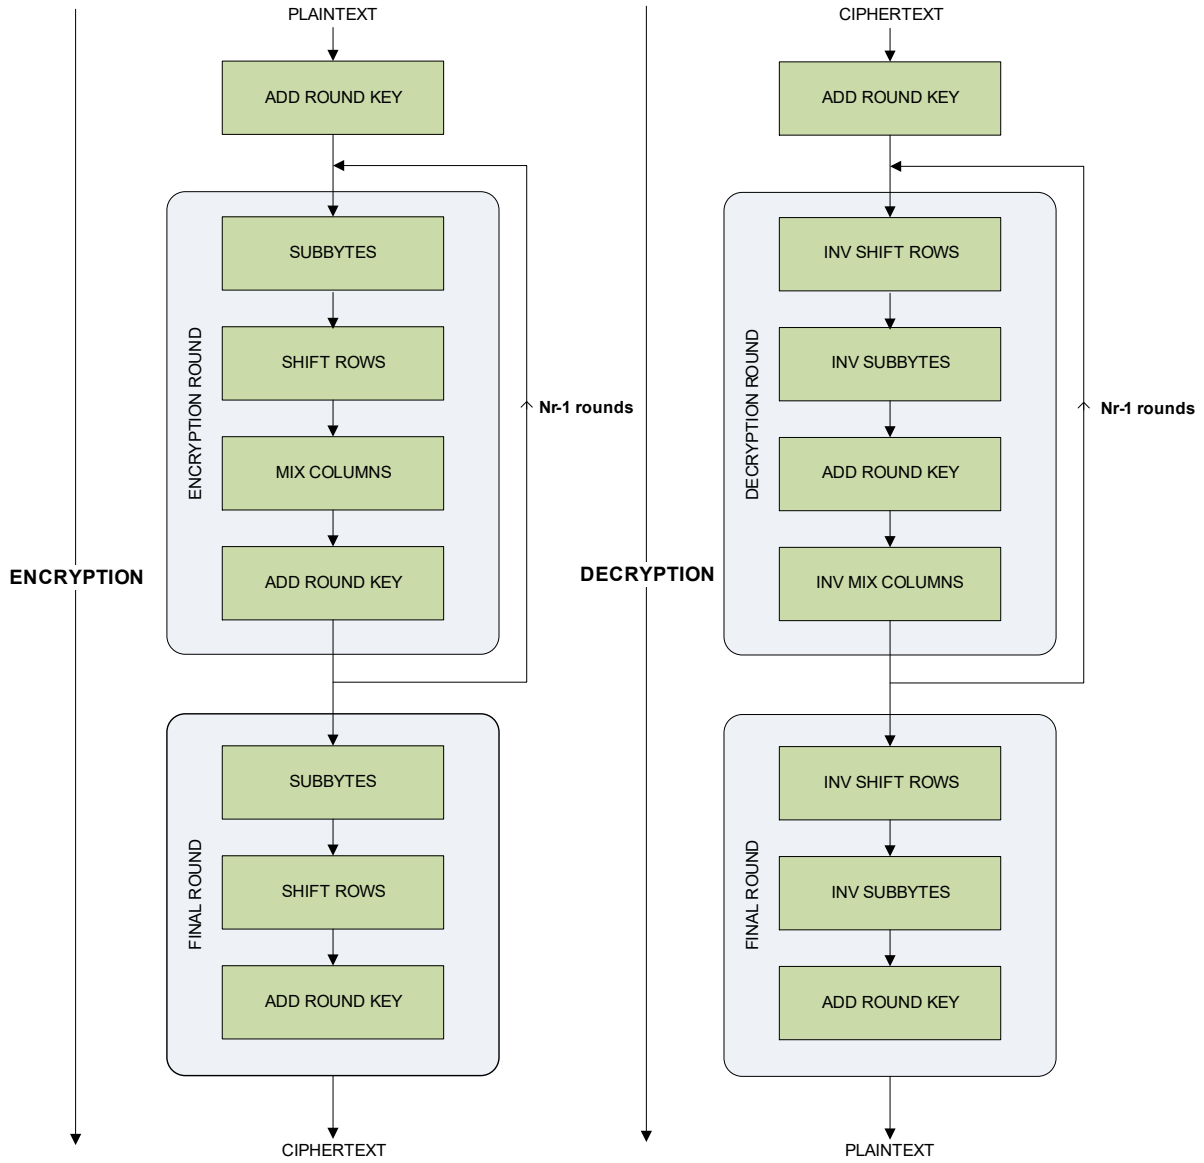 PLAINTEXT
ADD ROUND KEY
ENCRYPTION ROUND
SUBBYTES
SHIFT ROWS
MIX COLUMNS
ADD ROUND KEY
Nr-1 rounds
ENCRYPTION
FINAL ROUND
SUBBYTES
SHIFT ROWS
ADD ROUND KEY
CIPHERTEXT
CIPHERTEXT
ADD ROUND KEY
DECRYPTION ROUND
INV SHIFT ROWS
INV SUBBYTES
ADD ROUND KEY
INV MIX COLUMNS
Nr-1 rounds
DECRYPTION
FINAL ROUND
INV SHIFT ROWS
INV SUBBYTES
ADD ROUND KEY
PLAINTEXT